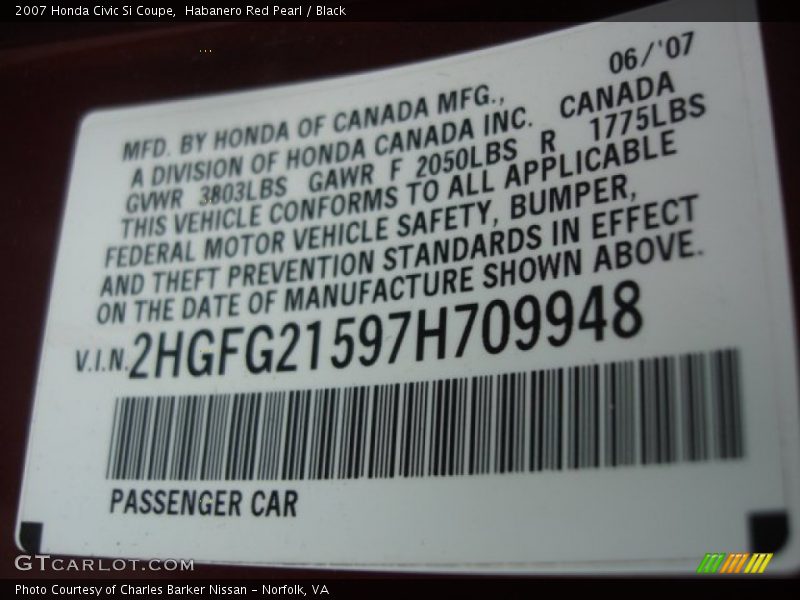 2007 Honda Civic Si Coupe,  Habanero Red Pearl / Black
06/'07
MFD. BY HONDA OF CANADA MFG.,
A DIVISION OF HONDA CANADA INC. CANADA
GVWR 3803LBS GAWR F 2050LBS R 1775LBS
THIS VEHICLE CONFORMS TO ALL APPLICABLE
FEDERAL MOTOR VEHICLE SAFETY, BUMPER,
AND THEFT PREVENTION STANDARDS IN EFFECT
ON THE DATE OF MANUFACTURE SHOWN ABOVE.
V.I.N. 2HGFG21597H709948
PASSENGER CAR
GTCARLOT.COM
Photo Courtesy of Charles Barker Nissan - Norfolk, VA